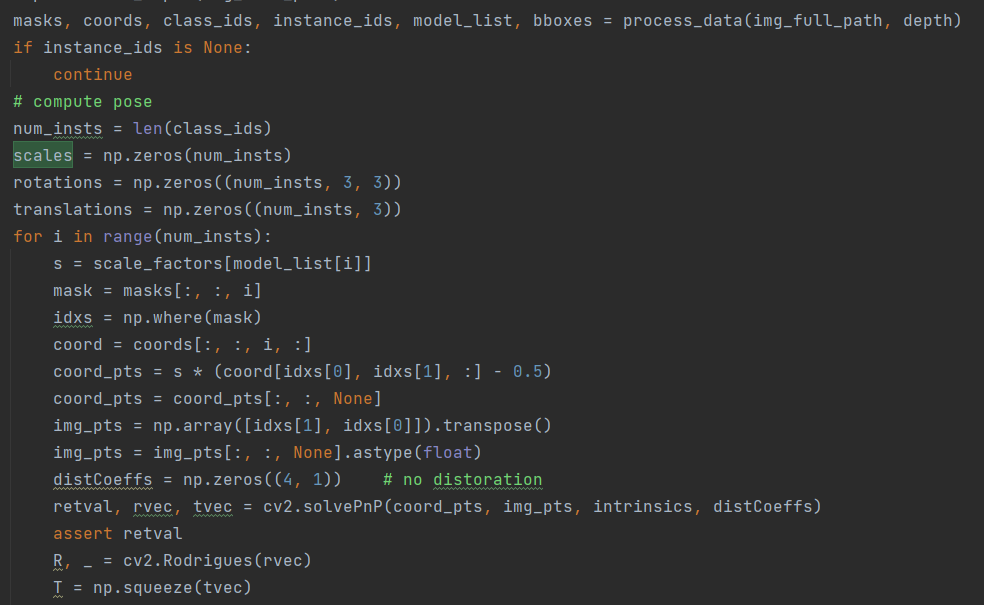 masks, coords, class_ids, instance_ids, model_list, bboxes = process_data(img_full_path, depth)
if instance_ids is None:
    continue
# compute pose
num_insts = len(class_ids)
scales = np.zeros(num_insts)
rotations = np.zeros((num_insts, 3, 3))
translations = np.zeros((num_insts, 3))
for i in range(num_insts):
    s = scale_factors[model_list[i]]
    mask = masks[:, :, i]
    idxs = np.where(mask)
    coord = coords[:, :, i, :]
    coord_pts = s * (coord[idxs[0], idxs[1], :] - 0.5)
    coord_pts = coord_pts[:, :, None]
    img_pts = np.array([idxs[1], idxs[0]]).transpose()
    img_pts = img_pts[:, :, None].astype(float)
    distCoeffs = np.zeros((4, 1))    # no distoration
    retval, rvec, tvec = cv2.solvePnP(coord_pts, img_pts, intrinsics, distCoeffs)
    assert retval
    R, _ = cv2.Rodrigues(rvec)
    T = np.squeeze(tvec)